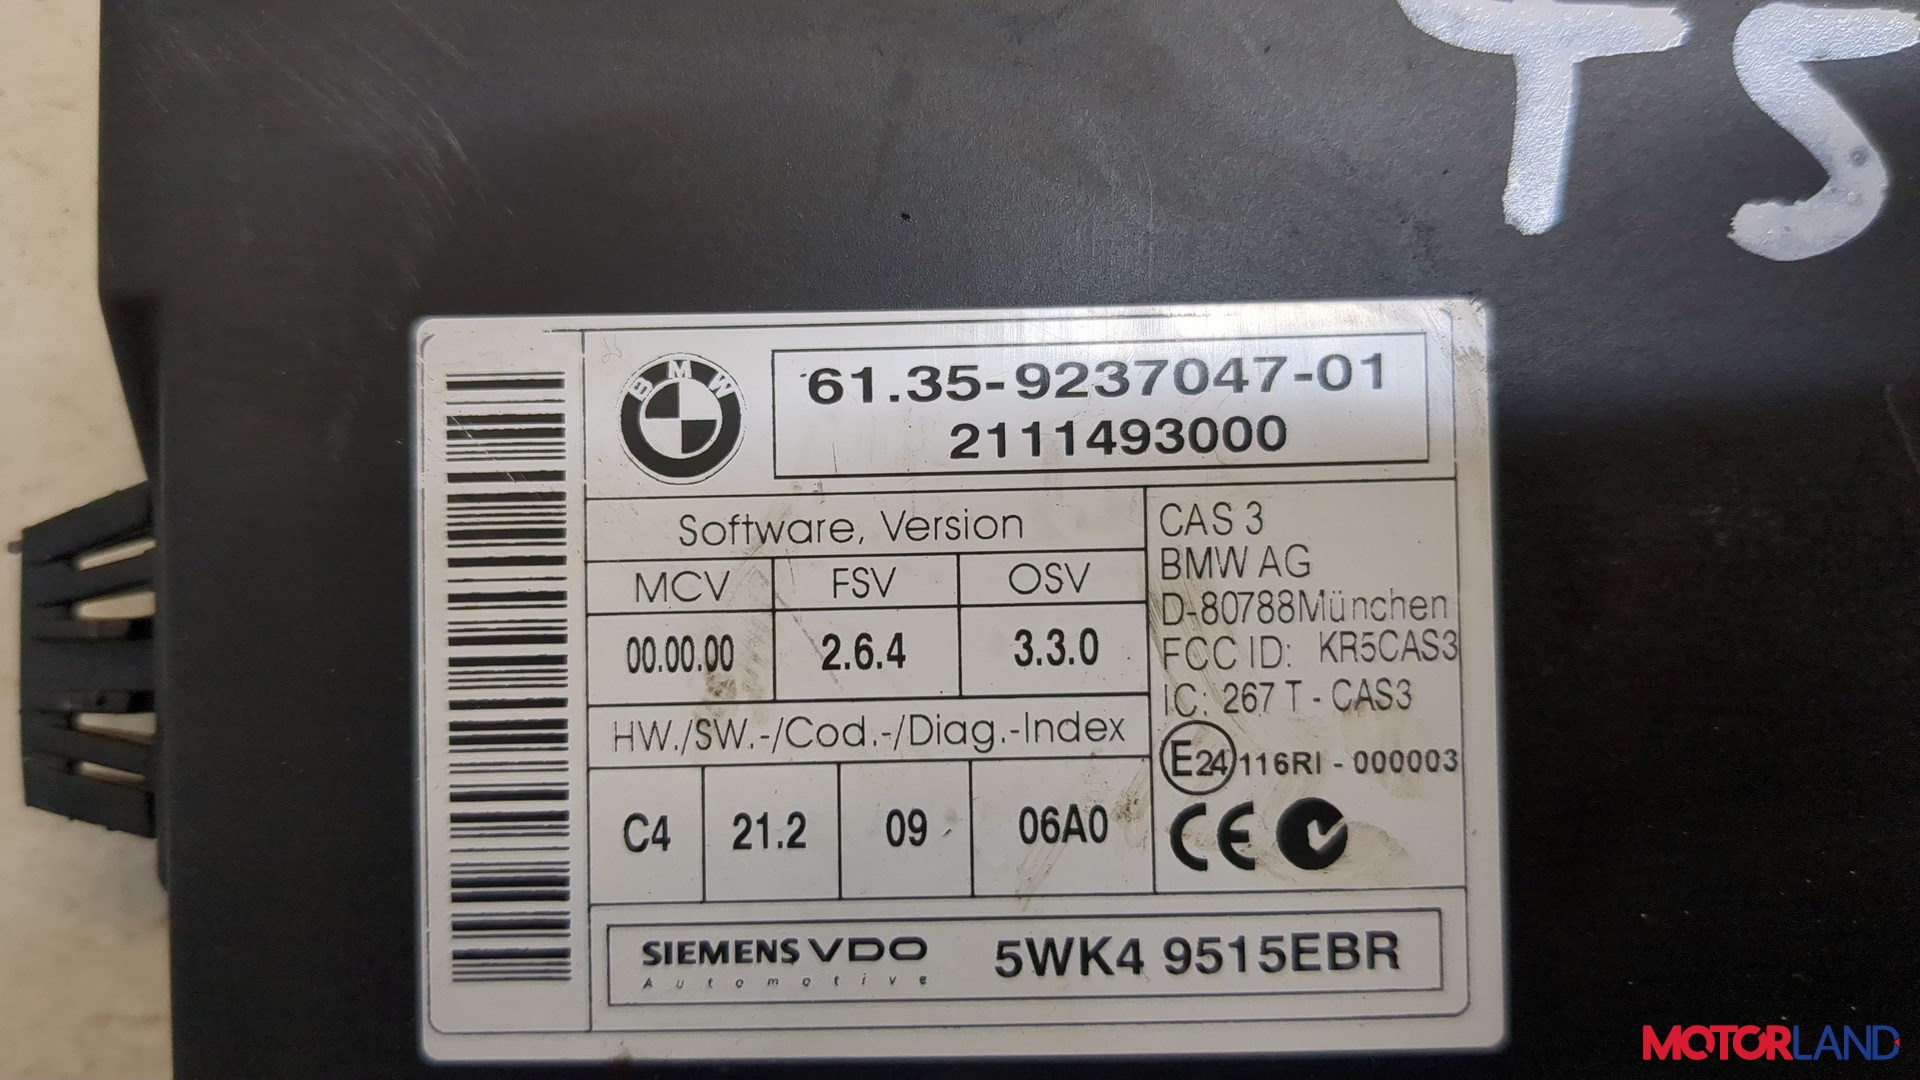 TS
BMW
61.35-9237047-01
2111493000
Software, Version
MCV FSV OSV
00.00.00 2.6.4 3.3.0
HW./SW.-/Cod.-/Diag.-Index
C4 21.2 09 06A0
CAS 3
BMW AG
D-80788München
FCC ID: KR5CAS3
IC: 267 T - CAS3
E24 116RI - 000003
CE
SIEMENS VDO
Automotive
5WK4 9515EBR
MOTORLAND